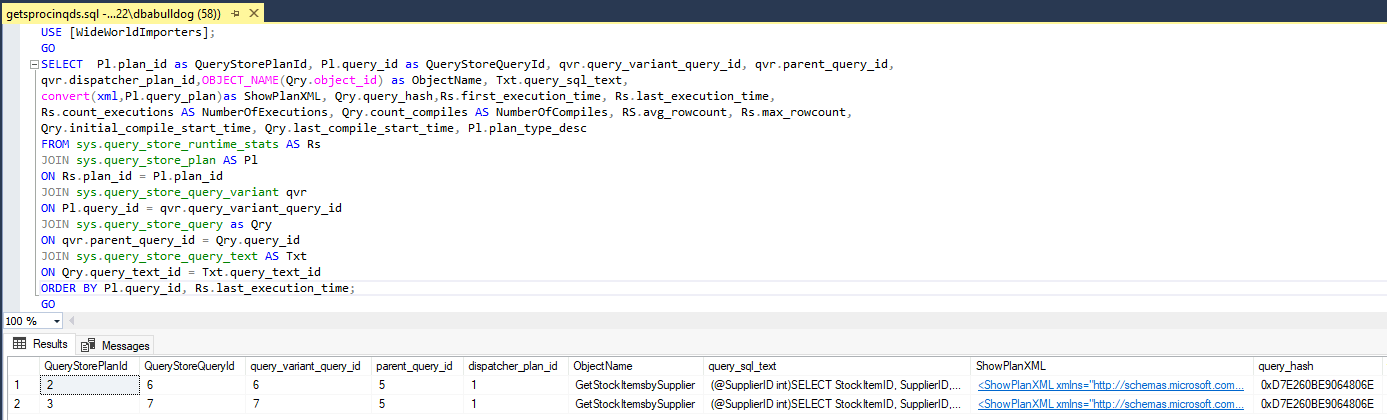 getsprocinqds.sql -...22\dbabulldog (58))
USE [WideWorldImporters];
GO
SELECT  Pl.plan_id as QueryStorePlanId, Pl.query_id as QueryStoreQueryId, qvr.query_variant_query_id, qvr.parent_query_id,
qvr.dispatcher_plan_id,OBJECT_NAME(Qry.object_id) as ObjectName, Txt.query_sql_text,
convert(xml,Pl.query_plan)as ShowPlanXML, Qry.query_hash,Rs.first_execution_time, Rs.last_execution_time,
Rs.count_executions AS NumberOfExecutions, Qry.count_compiles AS NumberOfCompiles, RS.avg_rowcount, Rs.max_rowcount,
Qry.initial_compile_start_time, Qry.last_compile_start_time, Pl.plan_type_desc
FROM sys.query_store_runtime_stats AS Rs
JOIN sys.query_store_plan AS Pl
ON Rs.plan_id = Pl.plan_id
JOIN sys.query_store_query_variant qvr
ON Pl.query_id = qvr.query_variant_query_id
JOIN sys.query_store_query as Qry
ON qvr.parent_query_id = Qry.query_id
JOIN sys.query_store_query_text AS Txt
ON Qry.query_text_id = Txt.query_text_id
ORDER BY Pl.query_id, Rs.last_execution_time;
GO
100 %
Results Messages
QueryStorePlanId QueryStoreQueryId query_variant_query_id parent_query_id dispatcher_plan_id ObjectName query_sql_text ShowPlanXML query_hash
1 2 6 6 5 1 GetStockItemsbySupplier (@SupplierID int)SELECT StockItemID, SupplierID,... <ShowPlanXML xmlns="http://schemas.microsoft.com... 0xD7E260BE9064806E
2 3 7 7 5 1 GetStockItemsbySupplier (@SupplierID int)SELECT StockItemID, SupplierID,... <ShowPlanXML xmlns="http://schemas.microsoft.com... 0xD7E260BE9064806E